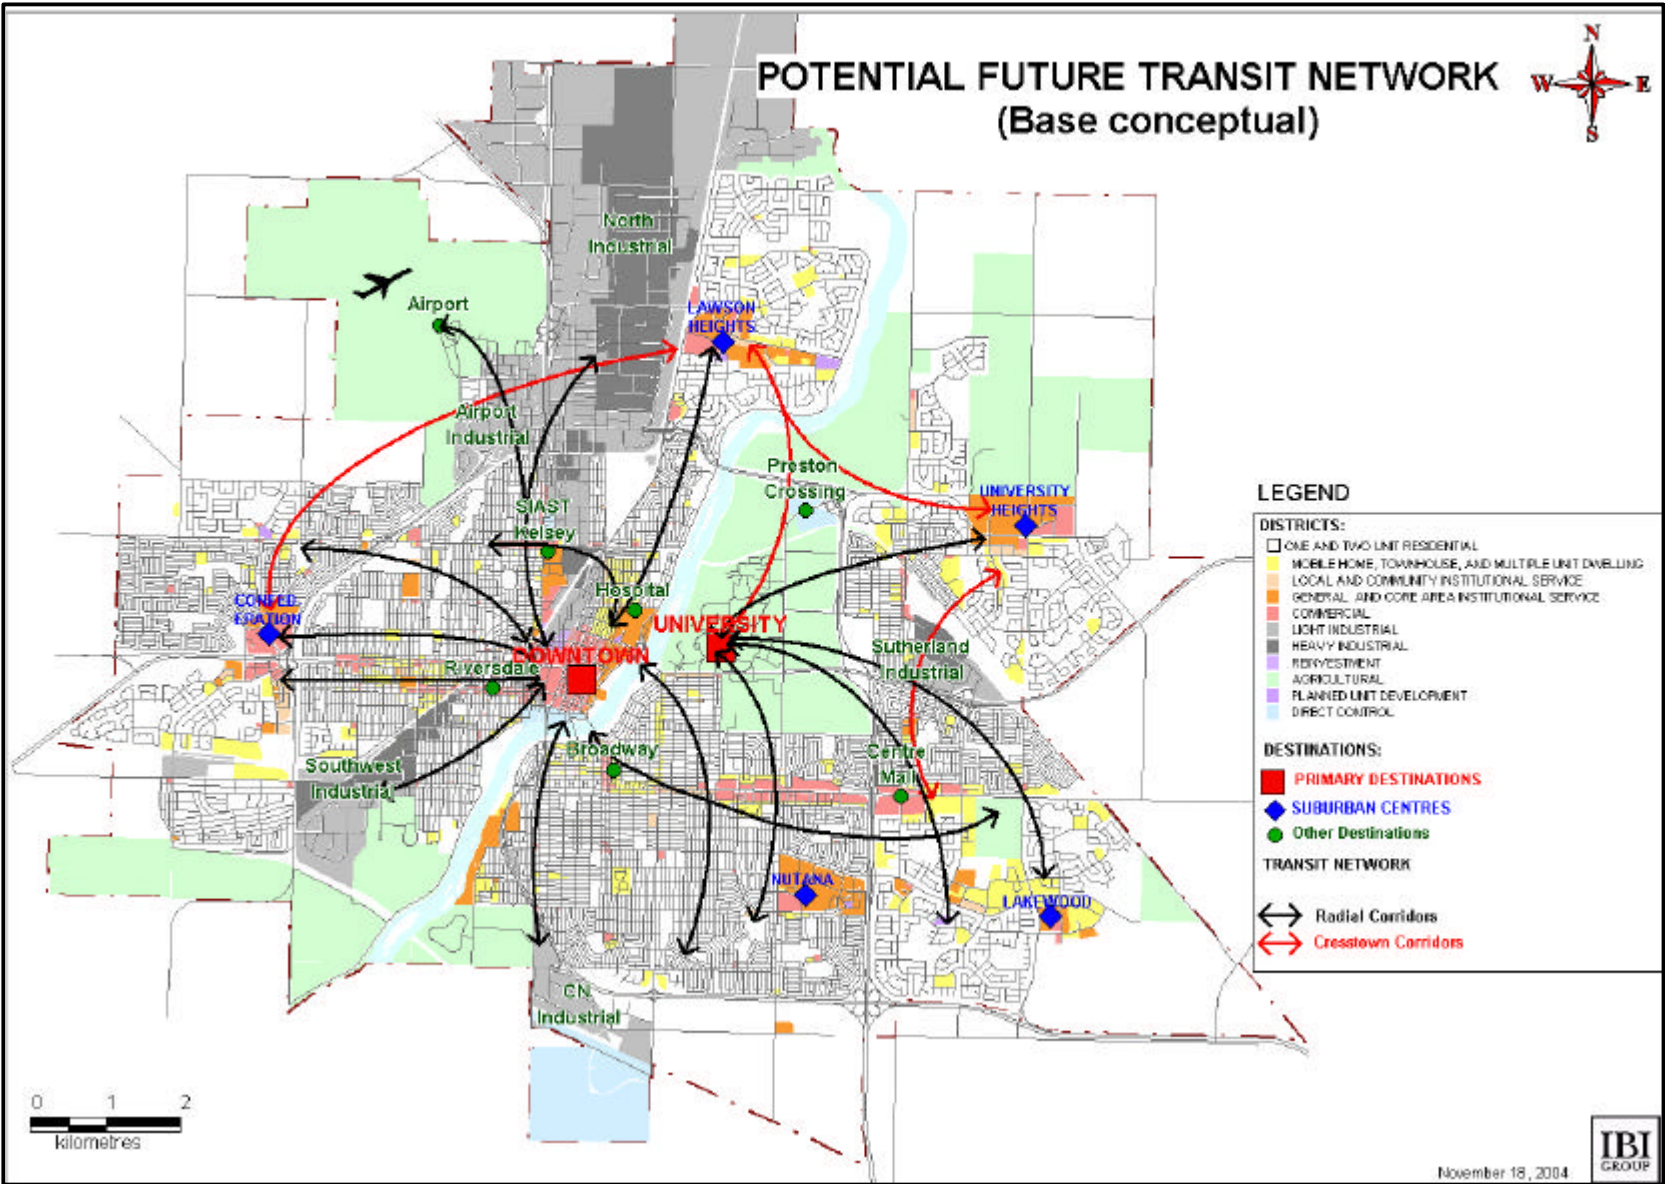 POTENTIAL FUTURE TRANSIT NETWORK
(Base conceptual)
N
W
E
S
North
Industrial
Airport
LAWSON
HEIGHTS
Airport
Industrial
Preston
Crossing
UNIVERSITY
HEIGHTS
SIAST
Kelsey
Hospital
CONFED-
ERATION
UNIVERSITY
DOWNTOWN
Riversdale
Sutherland
Industrial
Southwest
Industrial
Broadway
Centre
Mall
NUTANA
LAKEWOOD
CN
Industrial
LEGEND
DISTRICTS:
ONE AND TWO UNIT RESIDENTIAL
MOBILE HOME, TOWNHOUSE, AND MULTIPLE UNIT DWELLING
LOCAL AND COMMUNITY INSTITUTIONAL SERVICE
GENERAL AND CORE AREA INSTITUTIONAL SERVICE
COMMERCIAL
LIGHT INDUSTRIAL
HEAVY INDUSTRIAL
REINVESTMENT
AGRICULTURAL
PLANNED UNIT DEVELOPMENT
DIRECT CONTROL
DESTINATIONS:
PRIMARY DESTINATIONS
SUBURBAN CENTRES
Other Destinations
TRANSIT NETWORK
Radial Corridors
Crosstown Corridors
0 1 2
kilometres
IBI
GROUP
November 18, 2004